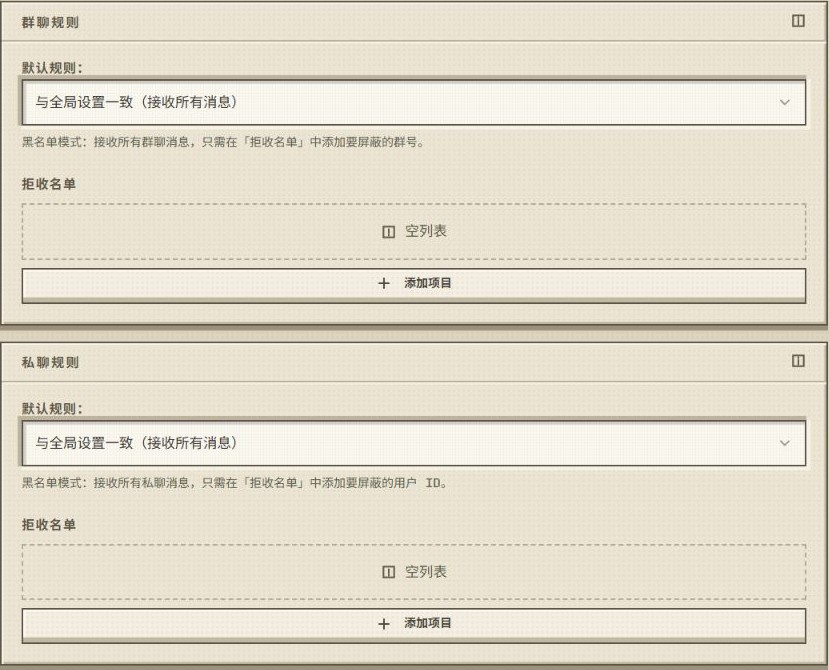 群聊规则
默认规则：
与全局设置一致（接收所有消息）
黑名单模式：接收所有群聊消息，只需在「拒收名单」中添加要屏蔽的群号。
拒收名单
空列表
＋ 添加项目
私聊规则
默认规则：
与全局设置一致（接收所有消息）
黑名单模式：接收所有私聊消息，只需在「拒收名单」中添加要屏蔽的用户 ID。
拒收名单
空列表
＋ 添加项目